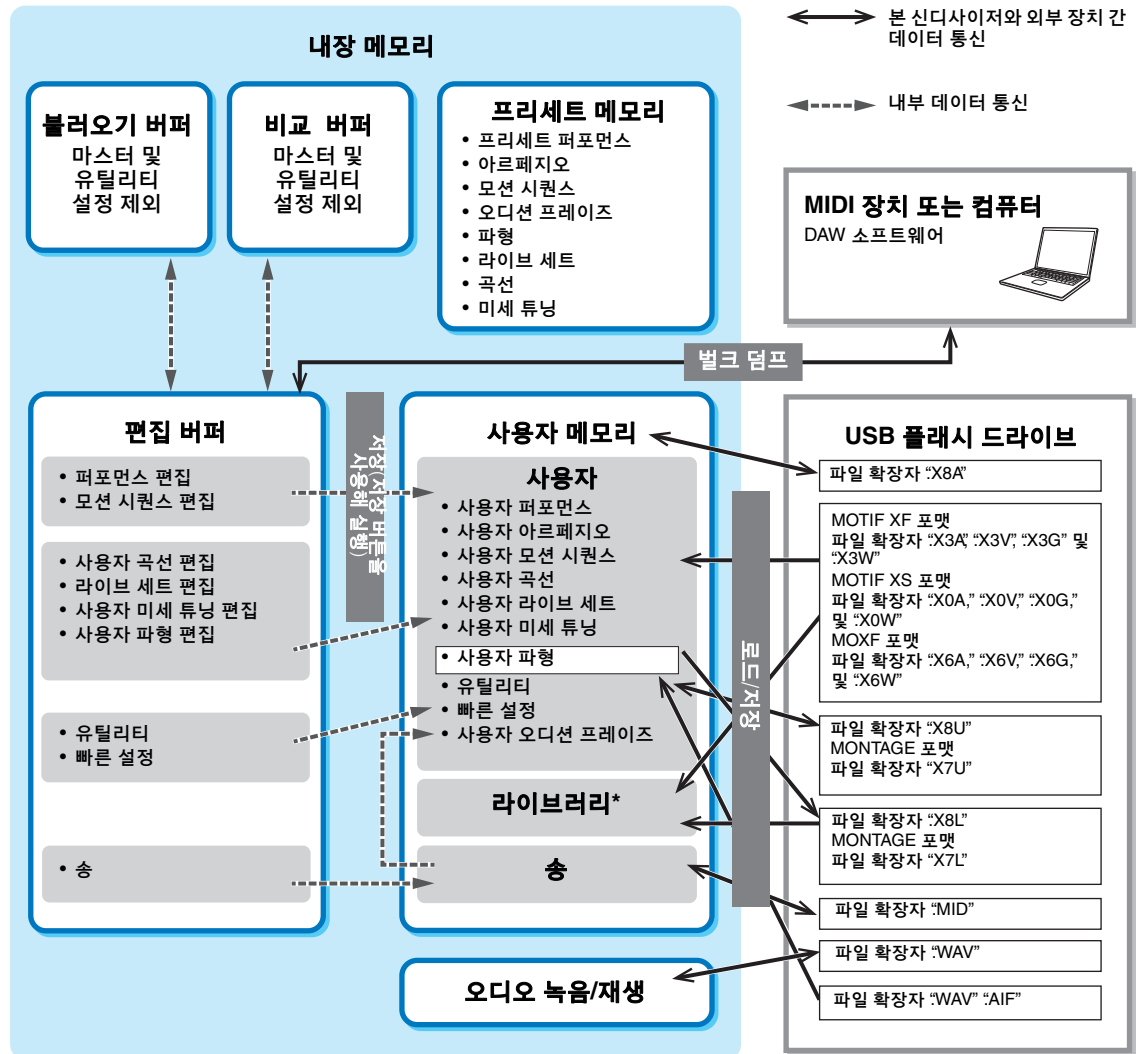 본 신디사이저와 외부 장치 간
데이터 통신
내부 데이터 통신
내장 메모리
불러오기 버퍼
마스터 및
유틸리티
설정 제외
비교 버퍼
마스터 및
유틸리티
설정 제외
프리세트 메모리
• 프리세트 퍼포먼스
• 아르페지오
• 모션 시퀀스
• 오디션 프레이즈
• 파형
• 라이브 세트
• 곡선
• 미세 튜닝
MIDI 장치 또는 컴퓨터
DAW 소프트웨어
벌크 덤프
편집 버퍼
• 퍼포먼스 편집
• 모션 시퀀스 편집
• 사용자 곡선 편집
• 라이브 세트 편집
• 사용자 미세 튜닝 편집
• 사용자 파형 편집
• 유틸리티
• 빠른 설정
• 송
저장(저장 버튼을
사용해 실행)
사용자 메모리
사용자
• 사용자 퍼포먼스
• 사용자 아르페지오
• 사용자 모션 시퀀스
• 사용자 곡선
• 사용자 라이브 세트
• 사용자 미세 튜닝
• 사용자 파형
• 유틸리티
• 빠른 설정
• 사용자 오디션 프레이즈
라이브러리*
송
오디오 녹음/재생
로드/저장
USB 플래시 드라이브
파일 확장자 “.X8A”
MOTIF XF 포맷
파일 확장자 “.X3A”, “.X3V”, “.X3G” 및
“.X3W”
MOTIF XS 포맷
파일 확장자 “.X0A,” “.X0V,” “.X0G,”
및 “.X0W”
MOXF 포맷
파일 확장자 “.X6A,” “.X6V,” “.X6G,”
및 “.X6W”
파일 확장자 “.X8U”
MONTAGE 포맷
파일 확장자 “.X7U”
파일 확장자 “.X8L”
MONTAGE 포맷
파일 확장자 “.X7L”
파일 확장자 “.MID”
파일 확장자 “.WAV”
파일 확장자 “.WAV” “.AIF”